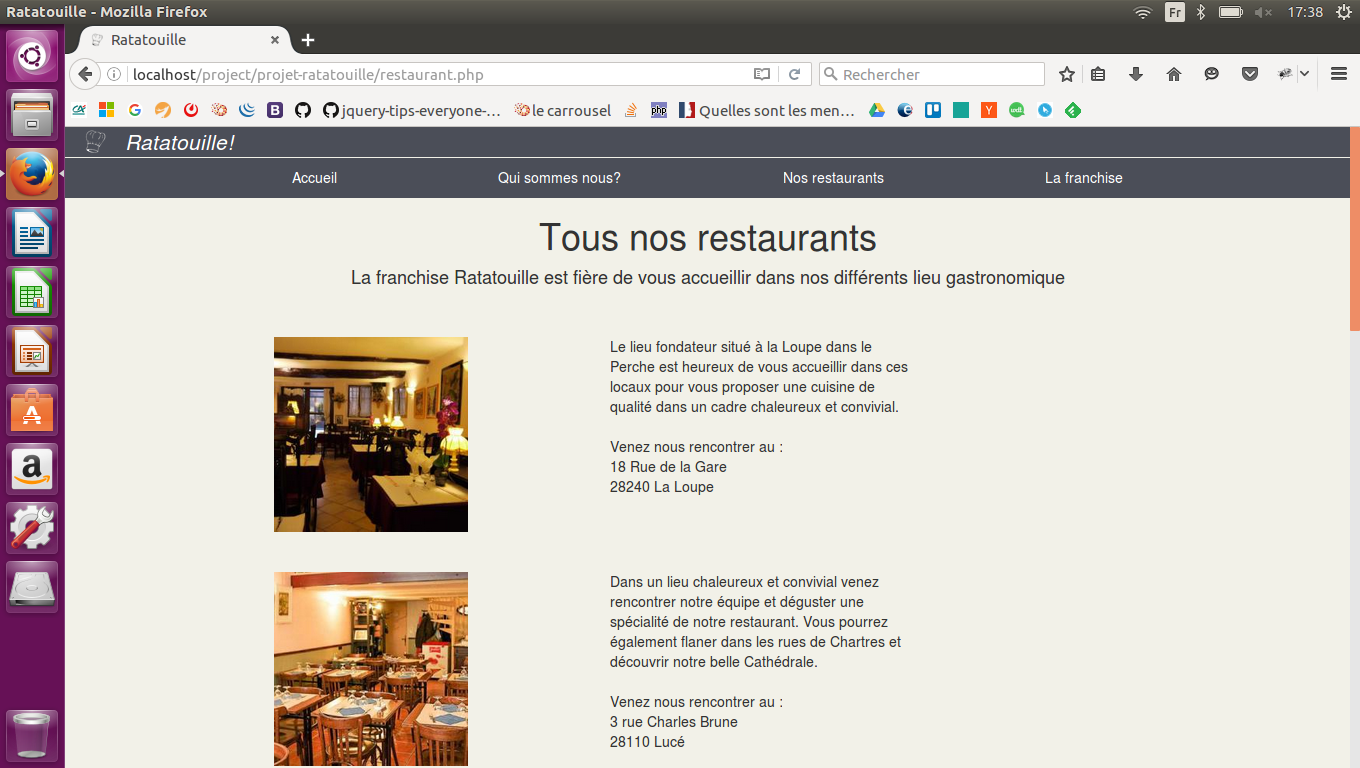 Ratatouille - Mozilla Firefox
Fr
17:38
Ratatouille
localhost/project/projet-ratatouille/restaurant.php
Rechercher
jquery-tips-everyone-...
le carrousel
php
Quelles sont les men...
Ratatouille!
Accueil
Qui sommes nous?
Nos restaurants
La franchise
Tous nos restaurants
La franchise Ratatouille est fière de vous accueillir dans nos différents lieu gastronomique
Le lieu fondateur situé à la Loupe dans le
Perche est heureux de vous accueillir dans ces
locaux pour vous proposer une cuisine de
qualité dans un cadre chaleureux et convivial.
Venez nous rencontrer au :
18 Rue de la Gare
28240 La Loupe
Dans un lieu chaleureux et convivial venez
rencontrer notre équipe et déguster une
spécialité de notre restaurant. Vous pourrez
également flaner dans les rues de Chartres et
découvrir notre belle Cathédrale.
Venez nous rencontrer au :
3 rue Charles Brune
28110 Lucé